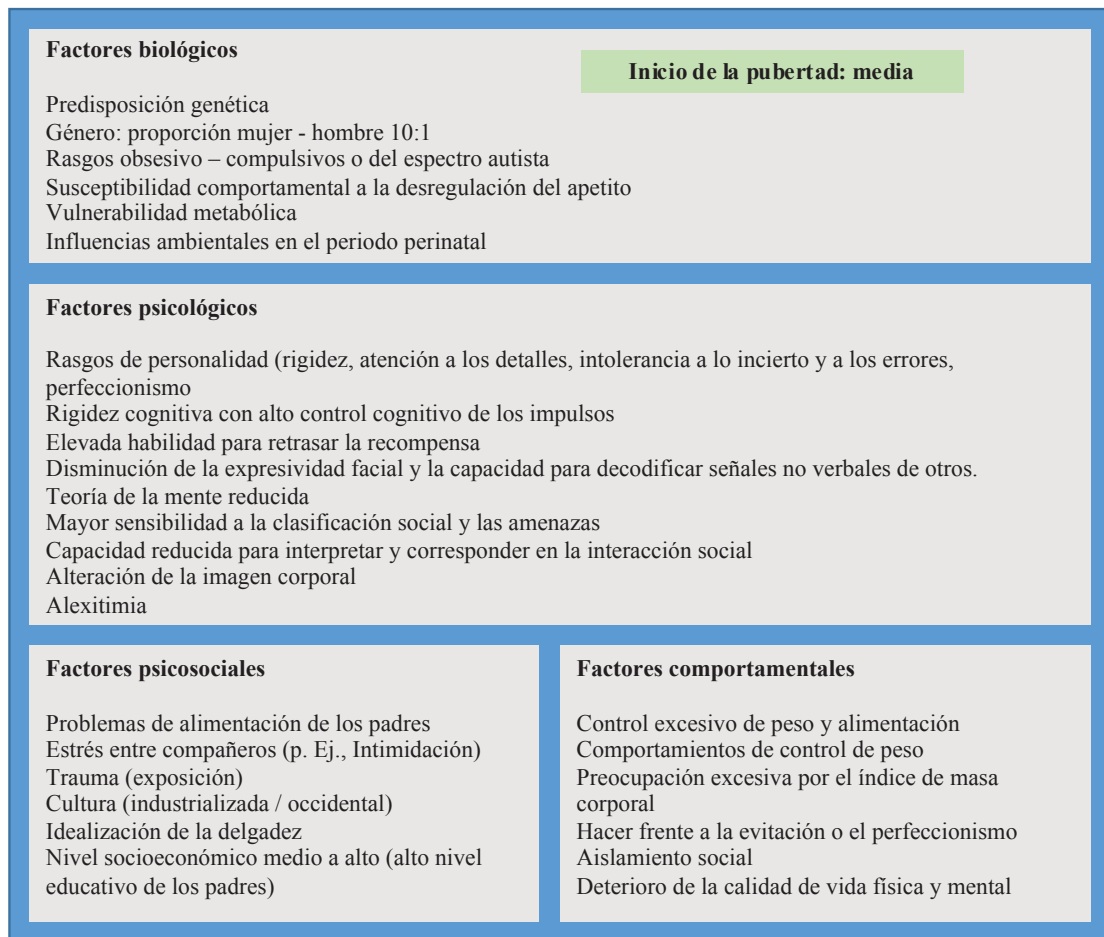 Factores biológicos
Inicio de la pubertad: media
Predisposición genética
Género: proporción mujer - hombre 10:1
Rasgos obsesivo – compulsivos o del espectro autista
Susceptibilidad comportamental a la desregulación del apetito
Vulnerabilidad metabólica
Influencias ambientales en el periodo perinatal
Factores psicológicos
Rasgos de personalidad (rigidez, atención a los detalles, intolerancia a lo incierto y a los errores,
perfeccionismo
Rigidez cognitiva con alto control cognitivo de los impulsos
Elevada habilidad para retrasar la recompensa
Disminución de la expresividad facial y la capacidad para decodificar señales no verbales de otros.
Teoría de la mente reducida
Mayor sensibilidad a la clasificación social y las amenazas
Capacidad reducida para interpretar y corresponder en la interacción social
Alteración de la imagen corporal
Alexitimia
Factores psicosociales
Problemas de alimentación de los padres
Estrés entre compañeros (p. Ej., Intimidación)
Trauma (exposición)
Cultura (industrializada / occidental)
Idealización de la delgadez
Nivel socioeconómico medio a alto (alto nivel
educativo de los padres)
Factores comportamentales
Control excesivo de peso y alimentación
Comportamientos de control de peso
Preocupación excesiva por el índice de masa
corporal
Hacer frente a la evitación o el perfeccionismo
Aislamiento social
Deterioro de la calidad de vida física y mental